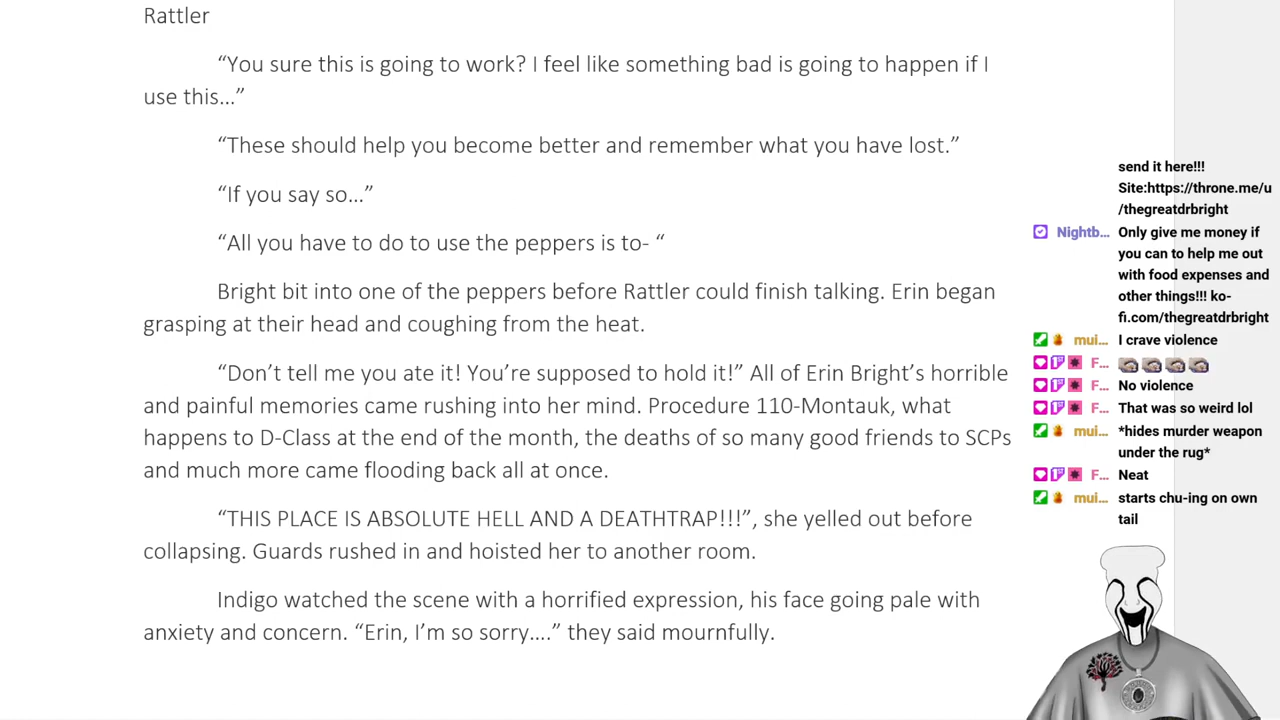 Rattler
“You sure this is going to work? I feel like something bad is going to happen if I
use this...”
“These should help you become better and remember what you have lost.”
“If you say so...”
“All you have to do to use the peppers is to- “
Bright bit into one of the peppers before Rattler could finish talking. Erin began
grasping at their head and coughing from the heat.
“Don’t tell me you ate it! You’re supposed to hold it!” All of Erin Bright’s horrible
and painful memories came rushing into her mind. Procedure 110-Montauk, what
happens to D-Class at the end of the month, the deaths of so many good friends to SCPs
and much more came flooding back all at once.
“THIS PLACE IS ABSOLUTE HELL AND A DEATHTRAP!!!”, she yelled out before
collapsing. Guards rushed in and hoisted her to another room.
Indigo watched the scene with a horrified expression, his face going pale with
anxiety and concern. “Erin, I’m so sorry....” they said mournfully.
send it here!!!
Site:https://throne.me/u
/thegreatdrbright
Nightb... Only give me money if
you can to help me out
with food expenses and
other things!!! ko-
fi.com/thegreatdrbright
mui... I crave violence
F...
F... No violence
F... That was so weird lol
mui... *hides murder weapon
under the rug*
F... Neat
mui... starts chu-ing on own
tail